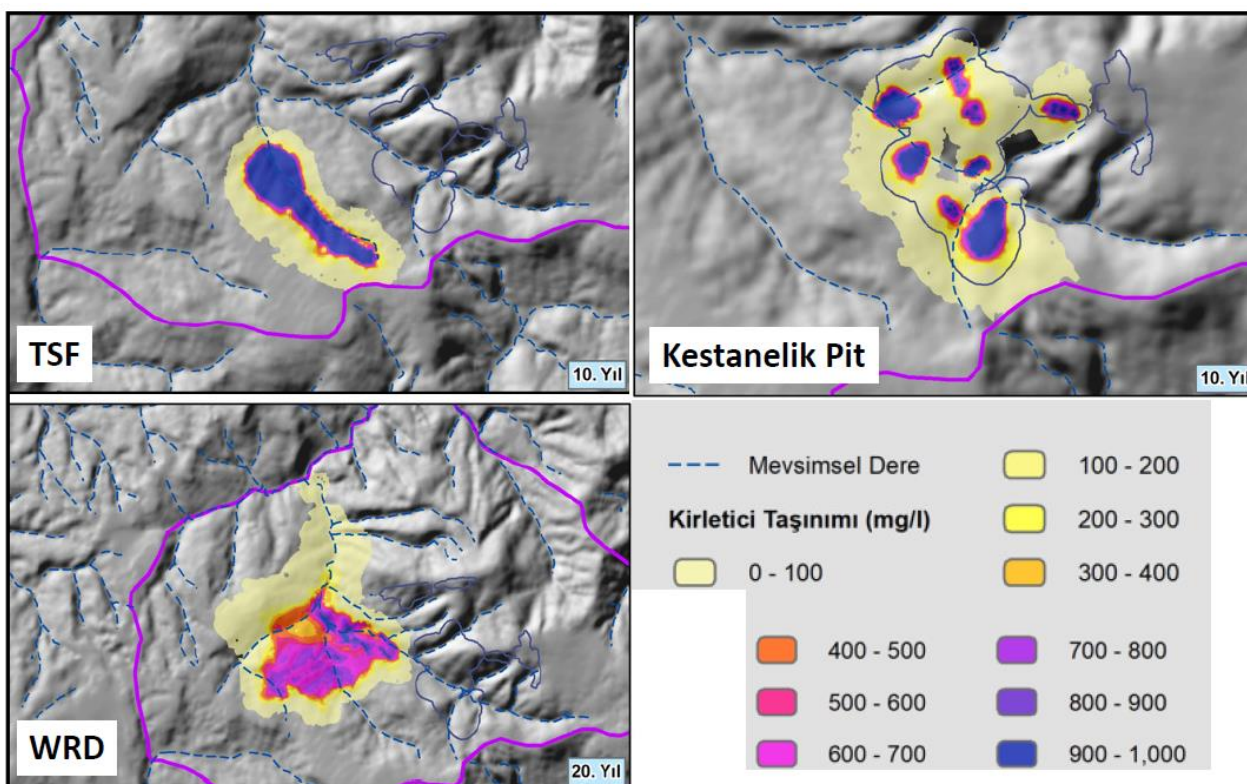 TSF
10. Yıl
Kestanelik Pit
10. Yıl
WRD
20. Yıl
Mevsimsel Dere
Kirletici Taşınımı (mg/l)
0 - 100
100 - 200
200 - 300
300 - 400
400 - 500
500 - 600
600 - 700
700 - 800
800 - 900
900 - 1,000